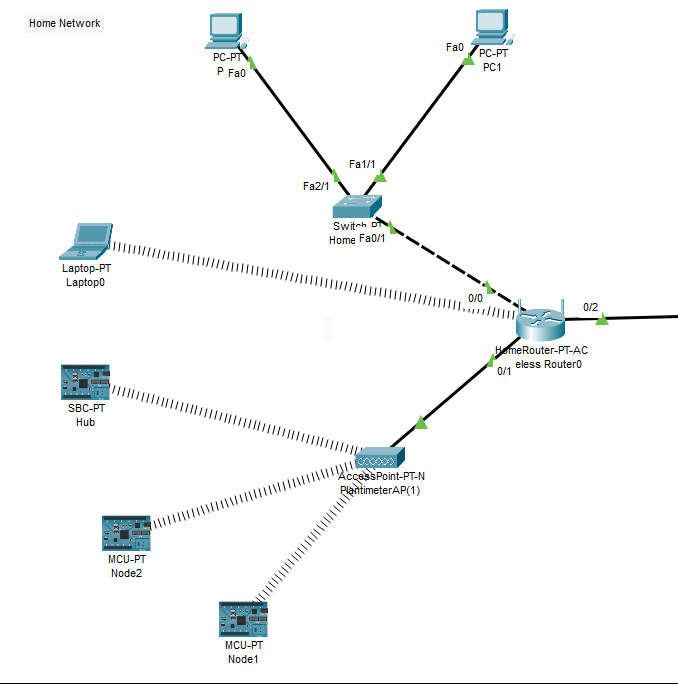 Home Network
PC-PT
P
Fa0
Fa0
PC-PT
PC1
Fa1/1
Fa2/1
Switch-PT
Home
Fa0/1
Laptop-PT
Laptop0
0/0
0/2
HomeRouter-PT-AC
eless Router0
0/1
SBC-PT
Hub
AccessPoint-PT-N
PlantimeterAP(1)
MCU-PT
Node2
MCU-PT
Node1